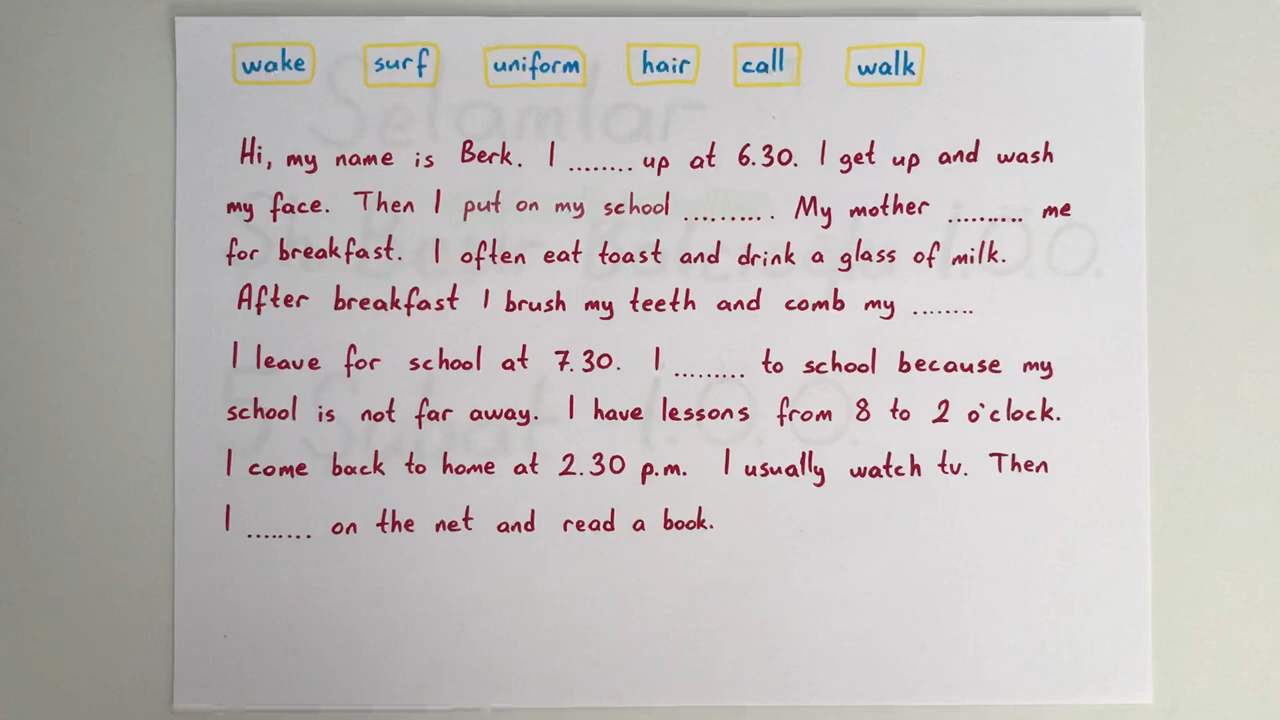 wake surf uniform hair call walk
Hi, my name is Berk. I ........ up at 6.30. I get up and wash
my face. Then I put on my school .......... My mother ......... me
for breakfast. I often eat toast and drink a glass of milk.
After breakfast I brush my teeth and comb my ........
I leave for school at 7.30. I ......... to school because my
school is not far away. I have lessons from 8 to 2 o'clock.
I come back to home at 2.30 p.m. I usually watch tv. Then
I ........ on the net and read a book.